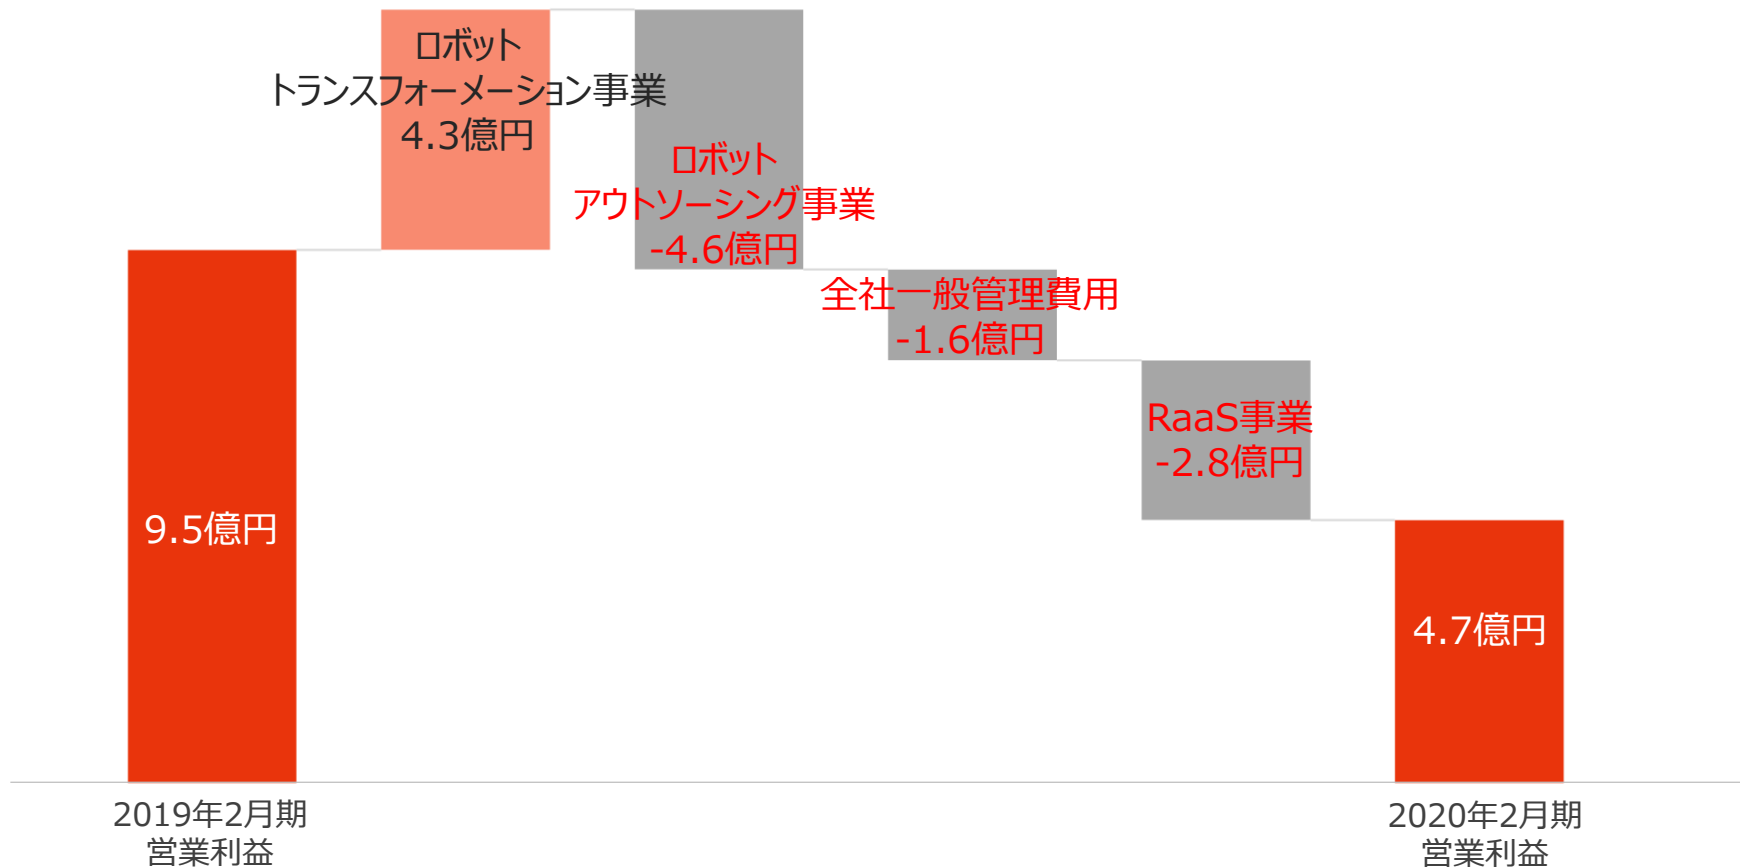 ロボット
トランスフォーメーション事業
4.3億円
ロボット
アウトソーシング事業
-4.6億円
全社一般管理費用
-1.6億円
RaaS事業
-2.8億円
9.5億円
4.7億円
2019年2月期
営業利益
2020年2月期
営業利益